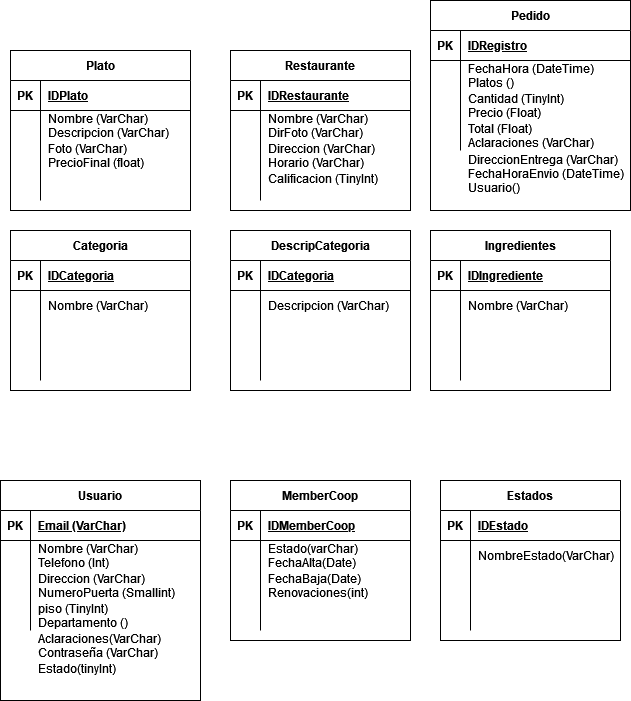 Plato
PK IDPlato
Nombre (VarChar)
Descripcion (VarChar)
Foto (VarChar)
PrecioFinal (float)
Restaurante
PK IDRestaurante
Nombre (VarChar)
DirFoto (VarChar)
Direccion (VarChar)
Horario (VarChar)
Calificacion (TinyInt)
Pedido
PK IDRegistro
FechaHora (DateTime)
Platos ()
Cantidad (TinyInt)
Precio (Float)
Total (Float)
Aclaraciones (VarChar)
DireccionEntrega (VarChar)
FechaHoraEnvio (DateTime)
Usuario()
Categoria
PK IDCategoria
Nombre (VarChar)
DescripCategoria
PK IDCategoria
Descripcion (VarChar)
Ingredientes
PK IDIngrediente
Nombre (VarChar)
Usuario
PK Email (VarChar)
Nombre (VarChar)
Telefono (Int)
Direccion (VarChar)
NumeroPuerta (Smallint)
piso (TinyInt)
Departamento ()
Aclaraciones(VarChar)
Contraseña (VarChar)
Estado(tinyInt)
MemberCoop
PK IDMemberCoop
Estado(varChar)
FechaAlta(Date)
FechaBaja(Date)
Renovaciones(int)
Estados
PK IDEstado
NombreEstado(VarChar)